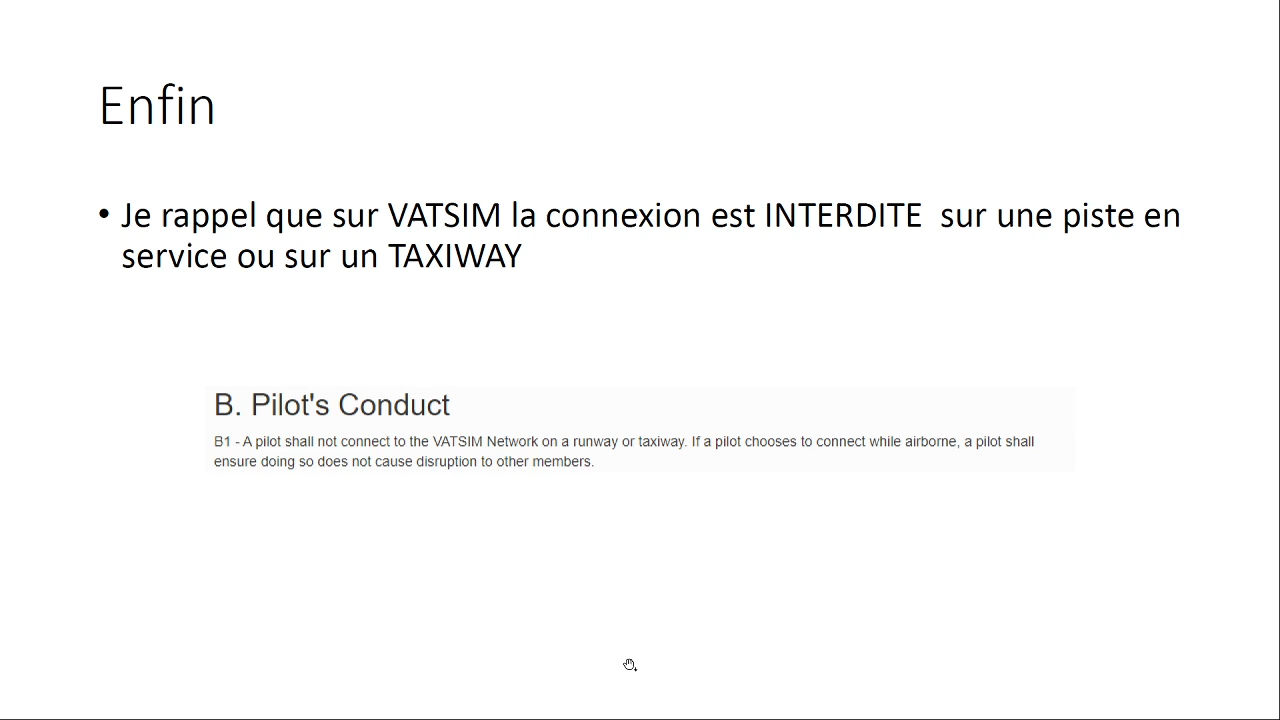 Enfin
• Je rappel que sur VATSIM la connexion est INTERDITE  sur une piste en
service ou sur un TAXIWAY
B. Pilot's Conduct
B1 - A pilot shall not connect to the VATSIM Network on a runway or taxiway. If a pilot chooses to connect while airborne, a pilot shall
ensure doing so does not cause disruption to other members.